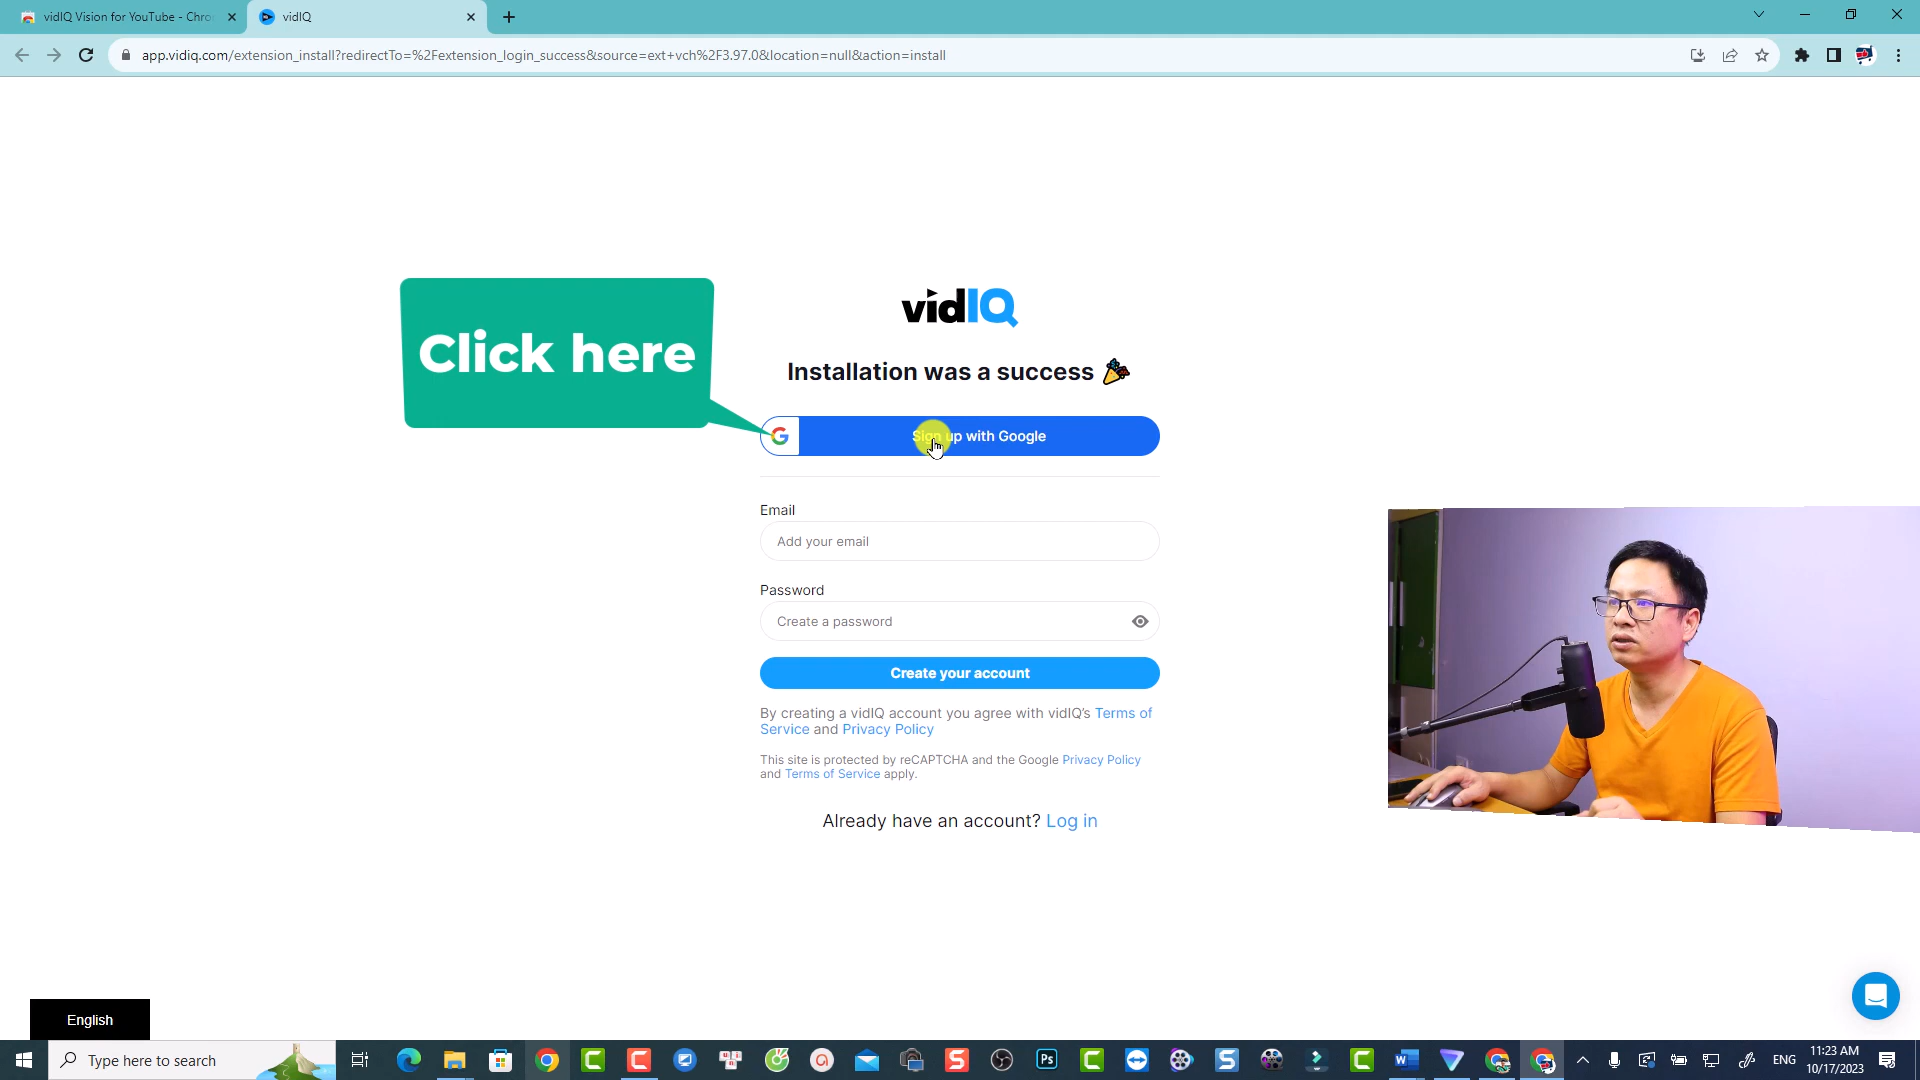 vidIQ Vision for YouTube - Chro
vidIQ
app.vidiq.com/extension_install?redirectTo=%2Fextension_login_success&source=ext+vch%2F3.97.0&location=null&action=install
Click here
vidIQ
Installation was a success
Sign up with Google
Email
Add your email
Password
Create a password
Create your account
By creating a vidIQ account you agree with vidIQ's Terms of
Service and Privacy Policy
This site is protected by reCAPTCHA and the Google Privacy Policy
and Terms of Service apply.
Already have an account? Log in
English
Type here to search
ENG
11:23 AM
10/17/2023